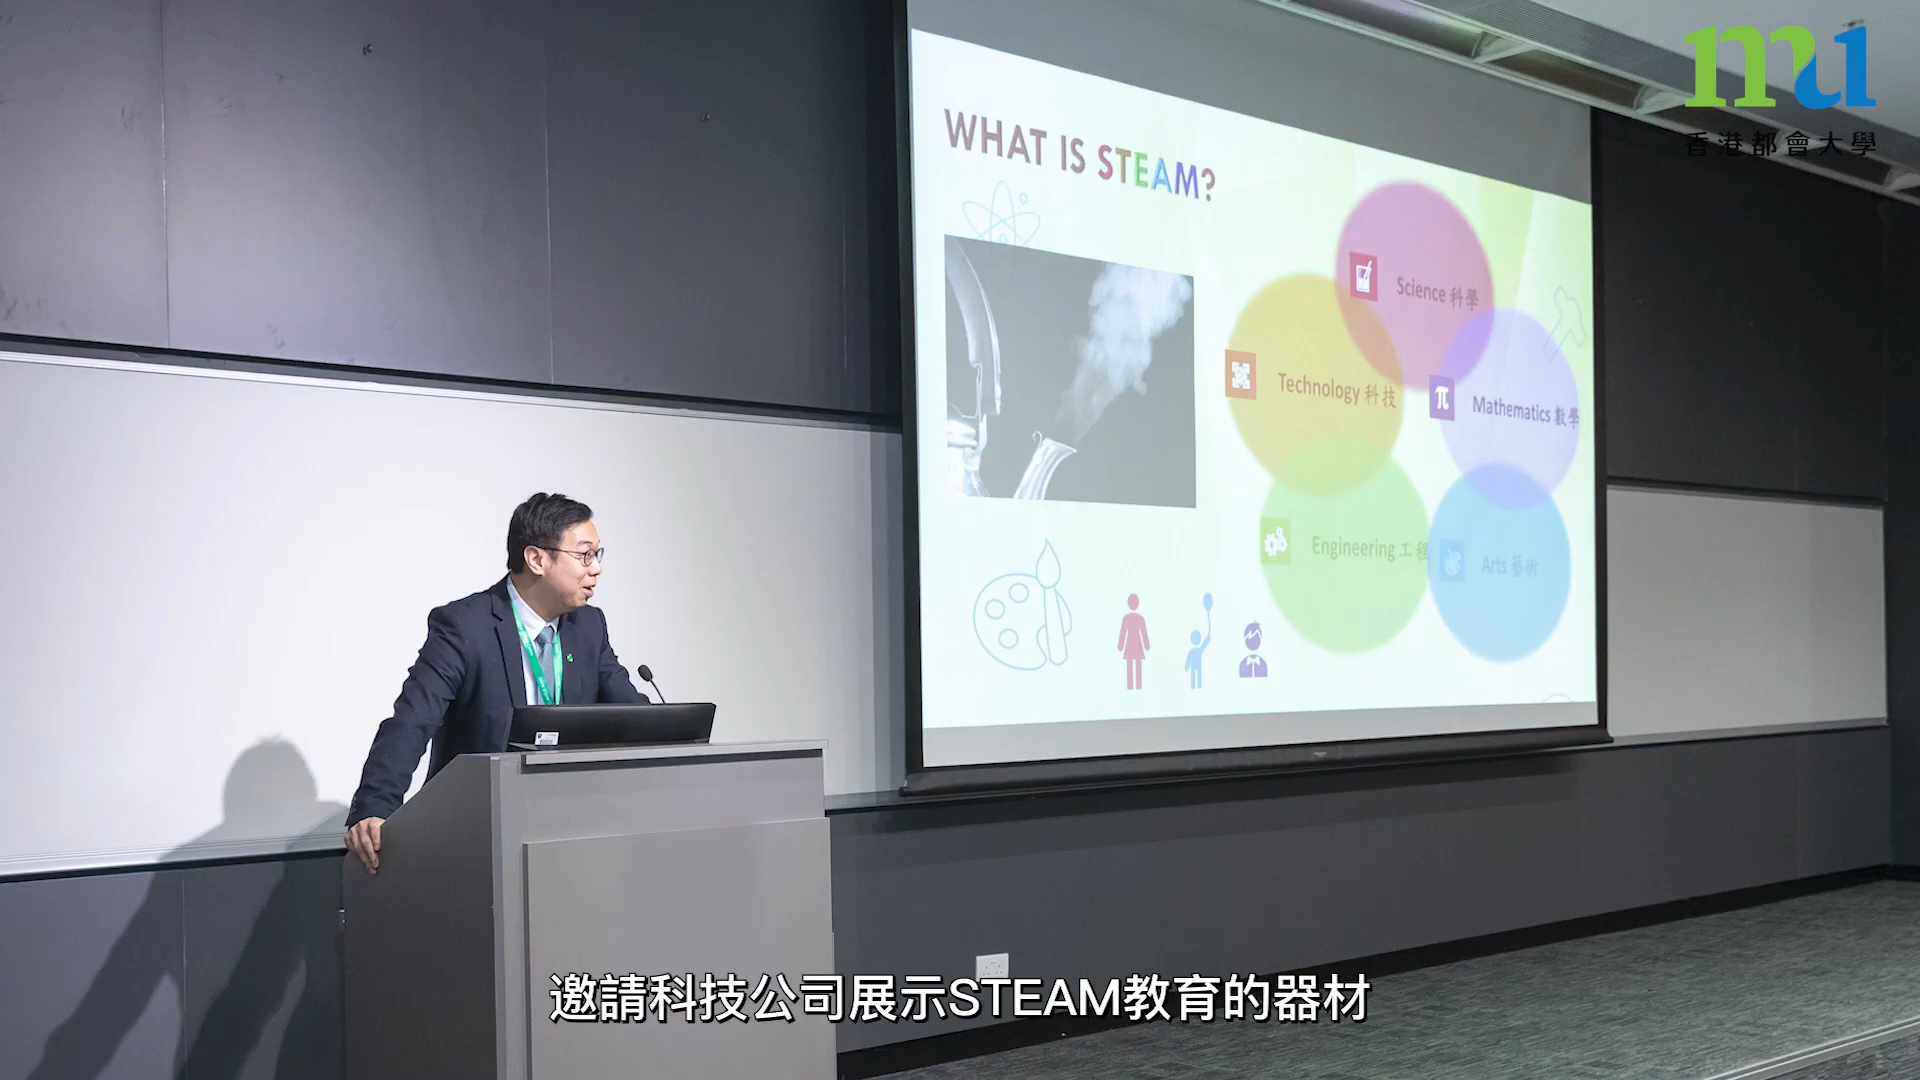 mu
香港都會大學
WHAT IS STEAM?
Science 科學
Technology 科技
Mathematics 數學
Engineering 工程
Arts 藝術
邀請科技公司展示STEAM教育的器材